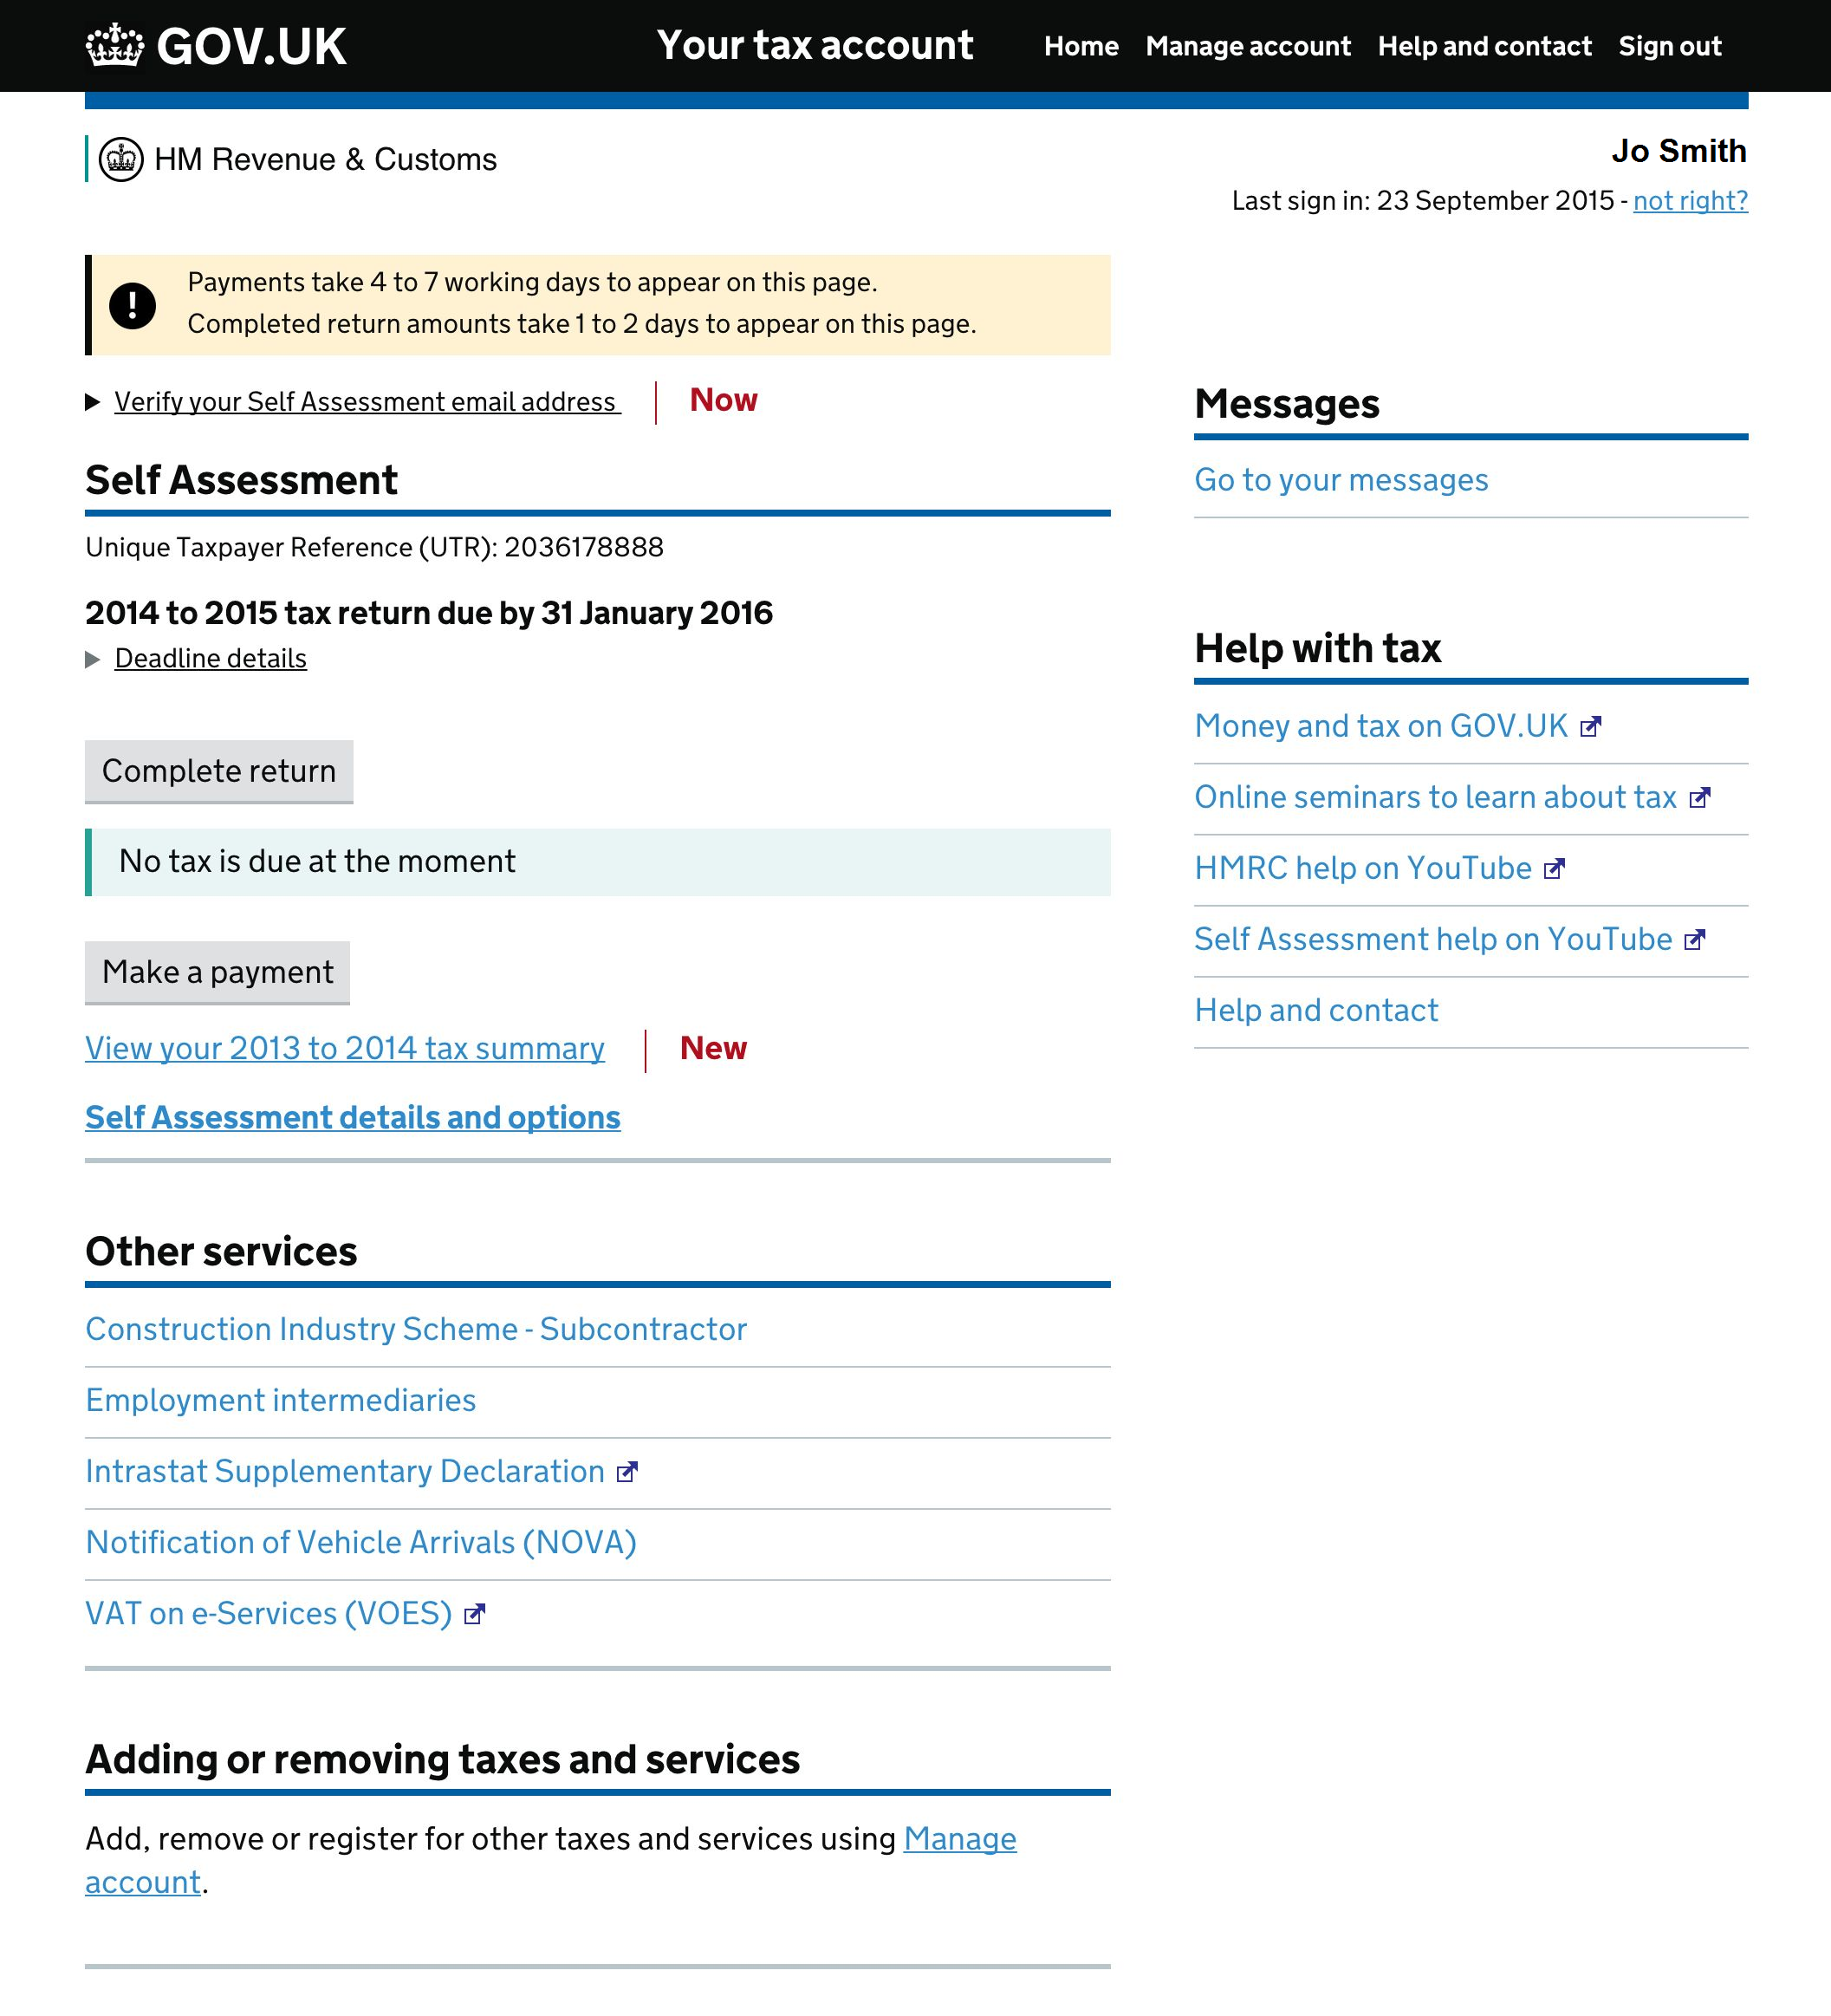 GOV.UK
Your tax account
Home Manage account Help and contact Sign out
HM Revenue & Customs
Jo Smith
Last sign in: 23 September 2015 - not right?
Payments take 4 to 7 working days to appear on this page.
Completed return amounts take 1 to 2 days to appear on this page.
Verify your Self Assessment email address
Now
Self Assessment
Unique Taxpayer Reference (UTR): 2036178888
2014 to 2015 tax return due by 31 January 2016
Deadline details
Complete return
No tax is due at the moment
Make a payment
View your 2013 to 2014 tax summary
New
Self Assessment details and options
Other services
Construction Industry Scheme - Subcontractor
Employment intermediaries
Intrastat Supplementary Declaration
Notification of Vehicle Arrivals (NOVA)
VAT on e-Services (VOES)
Adding or removing taxes and services
Add, remove or register for other taxes and services using Manage
account.
Messages
Go to your messages
Help with tax
Money and tax on GOV.UK
Online seminars to learn about tax
HMRC help on YouTube
Self Assessment help on YouTube
Help and contact